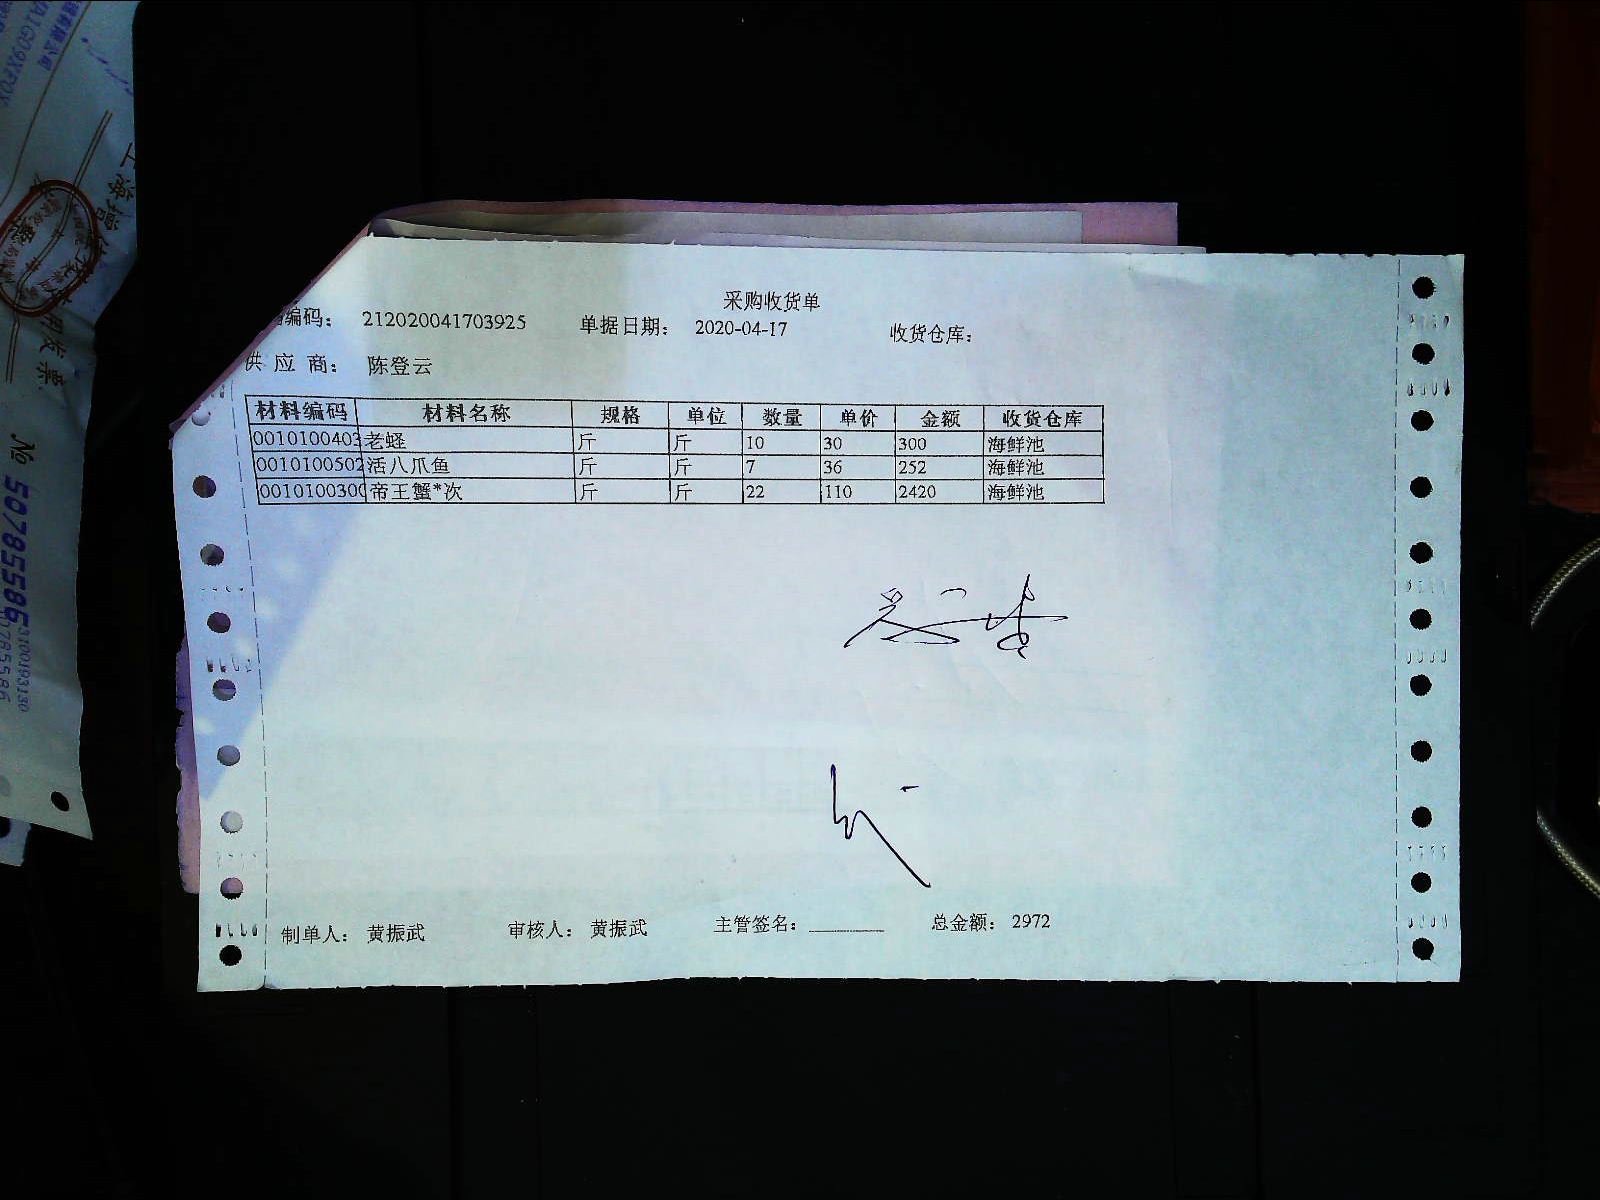 采购收货单
编码： 212020041703925 单据日期： 2020-04-17 收货仓库：
供 应 商： 陈登云
材料编码 材料名称 规格 单位 数量 单价 金额 收货仓库
0010100403 老蛏 斤 斤 10 30 300 海鲜池
0010100502 活八爪鱼 斤 斤 7 36 252 海鲜池
001010030 帝王蟹*次 斤 斤 22 110 2420 海鲜池
制单人： 黄振武 审核人： 黄振武 主管签名： 总金额： 2972
№ 50785586
3100193130